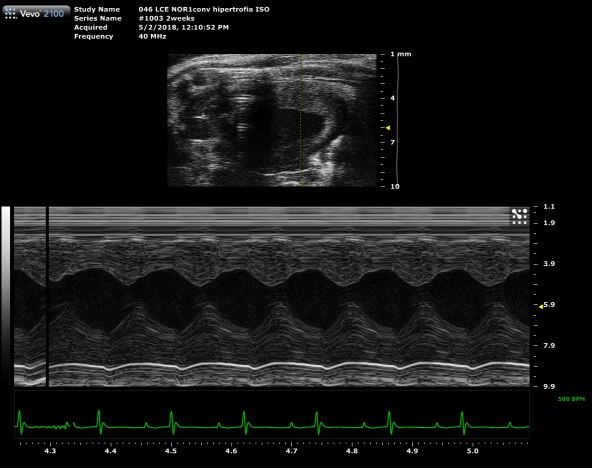 Vevo 2100
Study Name 046 LCE NOR1conv hipertrofia ISO
Series Name #1003 2weeks
Acquired 5/2/2018, 12:10:52 PM
Frequency 40 MHz
1 mm
4
7
10
1.1
1.9
3.9
5.9
7.9
9.9
500 BPM
4.3 4.4 4.5 4.6 4.7 4.8 4.9 5.0